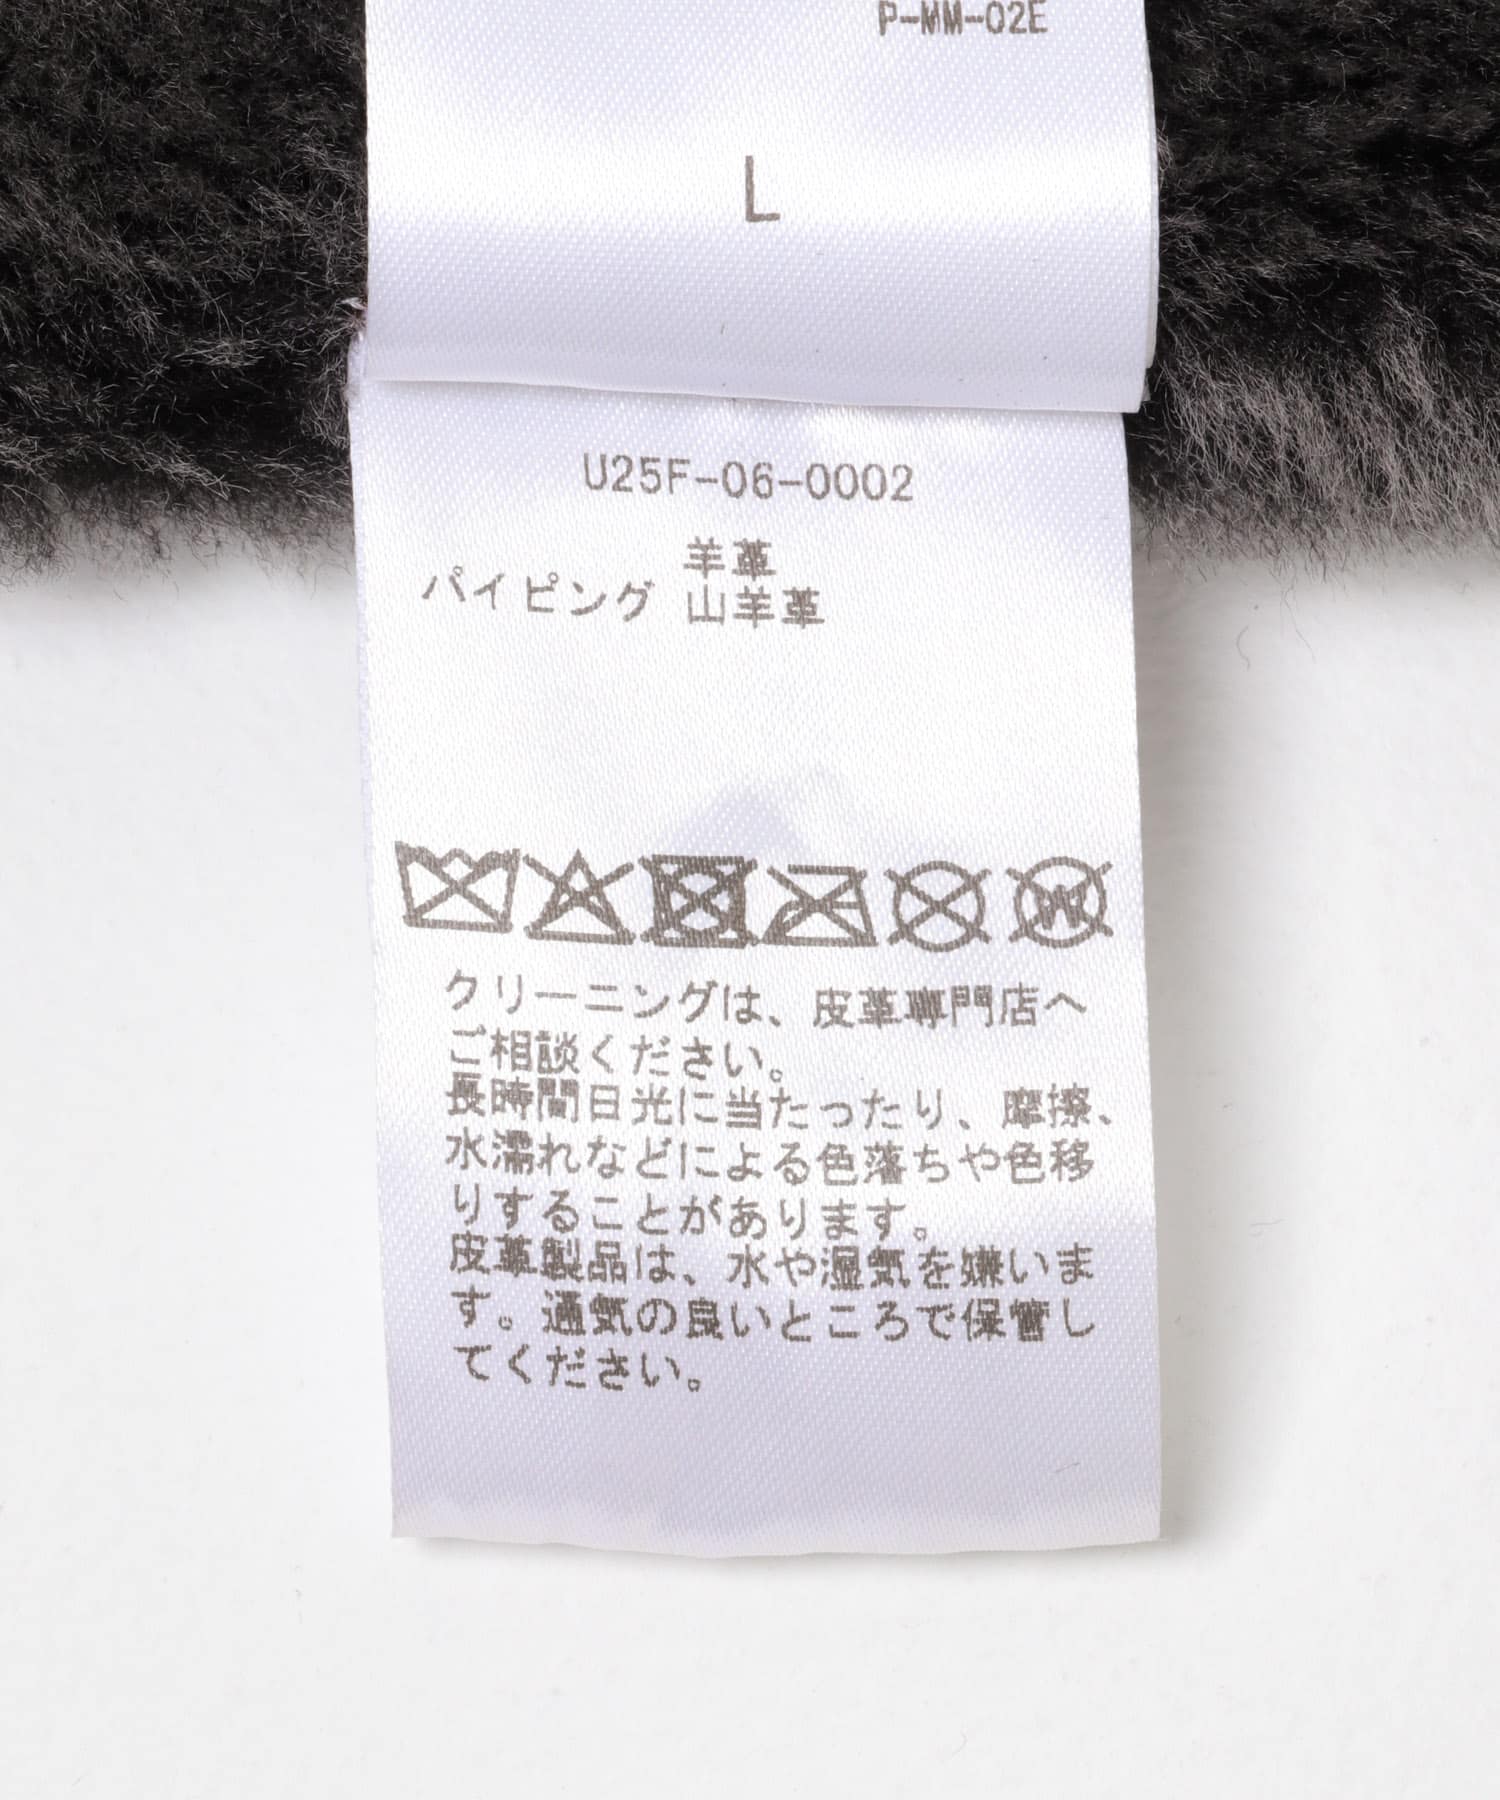 P-MM-02E
L
U25F-06-0002
羊革
パイピング 山羊革
W
クリーニングは、皮革専門店へ
ご相談ください。
長時間日光に当たったり、摩擦、
水濡れなどによる色落ちや色移
りすることがあります。
皮革製品は、水や湿気を嫌いま
す。通気の良いところで保管し
てください。